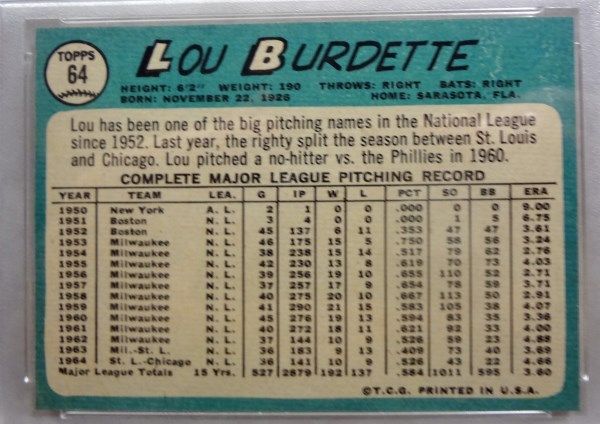 TOPPS
64
LOU BURDETTE
HEIGHT: 6'2" WEIGHT: 190 THROWS: RIGHT BATS: RIGHT
BORN: NOVEMBER 22, 1926 HOME: SARASOTA, FLA.
Lou has been one of the big pitching names in the National League
since 1952. Last year, the righty split the season between St. Louis
and Chicago. Lou pitched a no-hitter vs. the Phillies in 1960.
COMPLETE MAJOR LEAGUE PITCHING RECORD
YEAR TEAM LEA. G IP W L PCT SO BB ERA
1950 New York A. L. 2 1 0 0 .000 0 0 9.00
1951 Boston N. L. 3 4 0 0 .000 1 5 6.75
1952 Boston N. L. 45 137 6 11 .353 47 47 3.61
1953 Milwaukee N. L. 46 175 15 5 .750 58 56 3.24
1954 Milwaukee N. L. 38 238 15 14 .517 79 62 2.76
1955 Milwaukee N. L. 42 230 13 8 .619 70 73 4.03
1956 Milwaukee N. L. 39 256 19 10 .655 110 52 2.71
1957 Milwaukee N. L. 37 257 17 9 .654 78 59 3.71
1958 Milwaukee N. L. 40 275 20 10 .667 113 50 2.91
1959 Milwaukee N. L. 41 290 21 15 .583 105 38 4.07
1960 Milwaukee N. L. 45 276 19 13 .594 83 35 3.36
1961 Milwaukee N. L. 40 272 18 11 .621 92 33 4.00
1962 Milwaukee N. L. 37 144 10 9 .526 59 23 4.88
1963 Mil.-St. L. N. L. 36 183 9 13 .409 73 40 3.69
1964 St. L.-Chicago N. L. 36 141 10 9 .526 43 22 4.66
Major League Totals 15 Yrs. 527 2879 192 137 .584 1011 595 3.60
©T.C.G. PRINTED IN U.S.A.